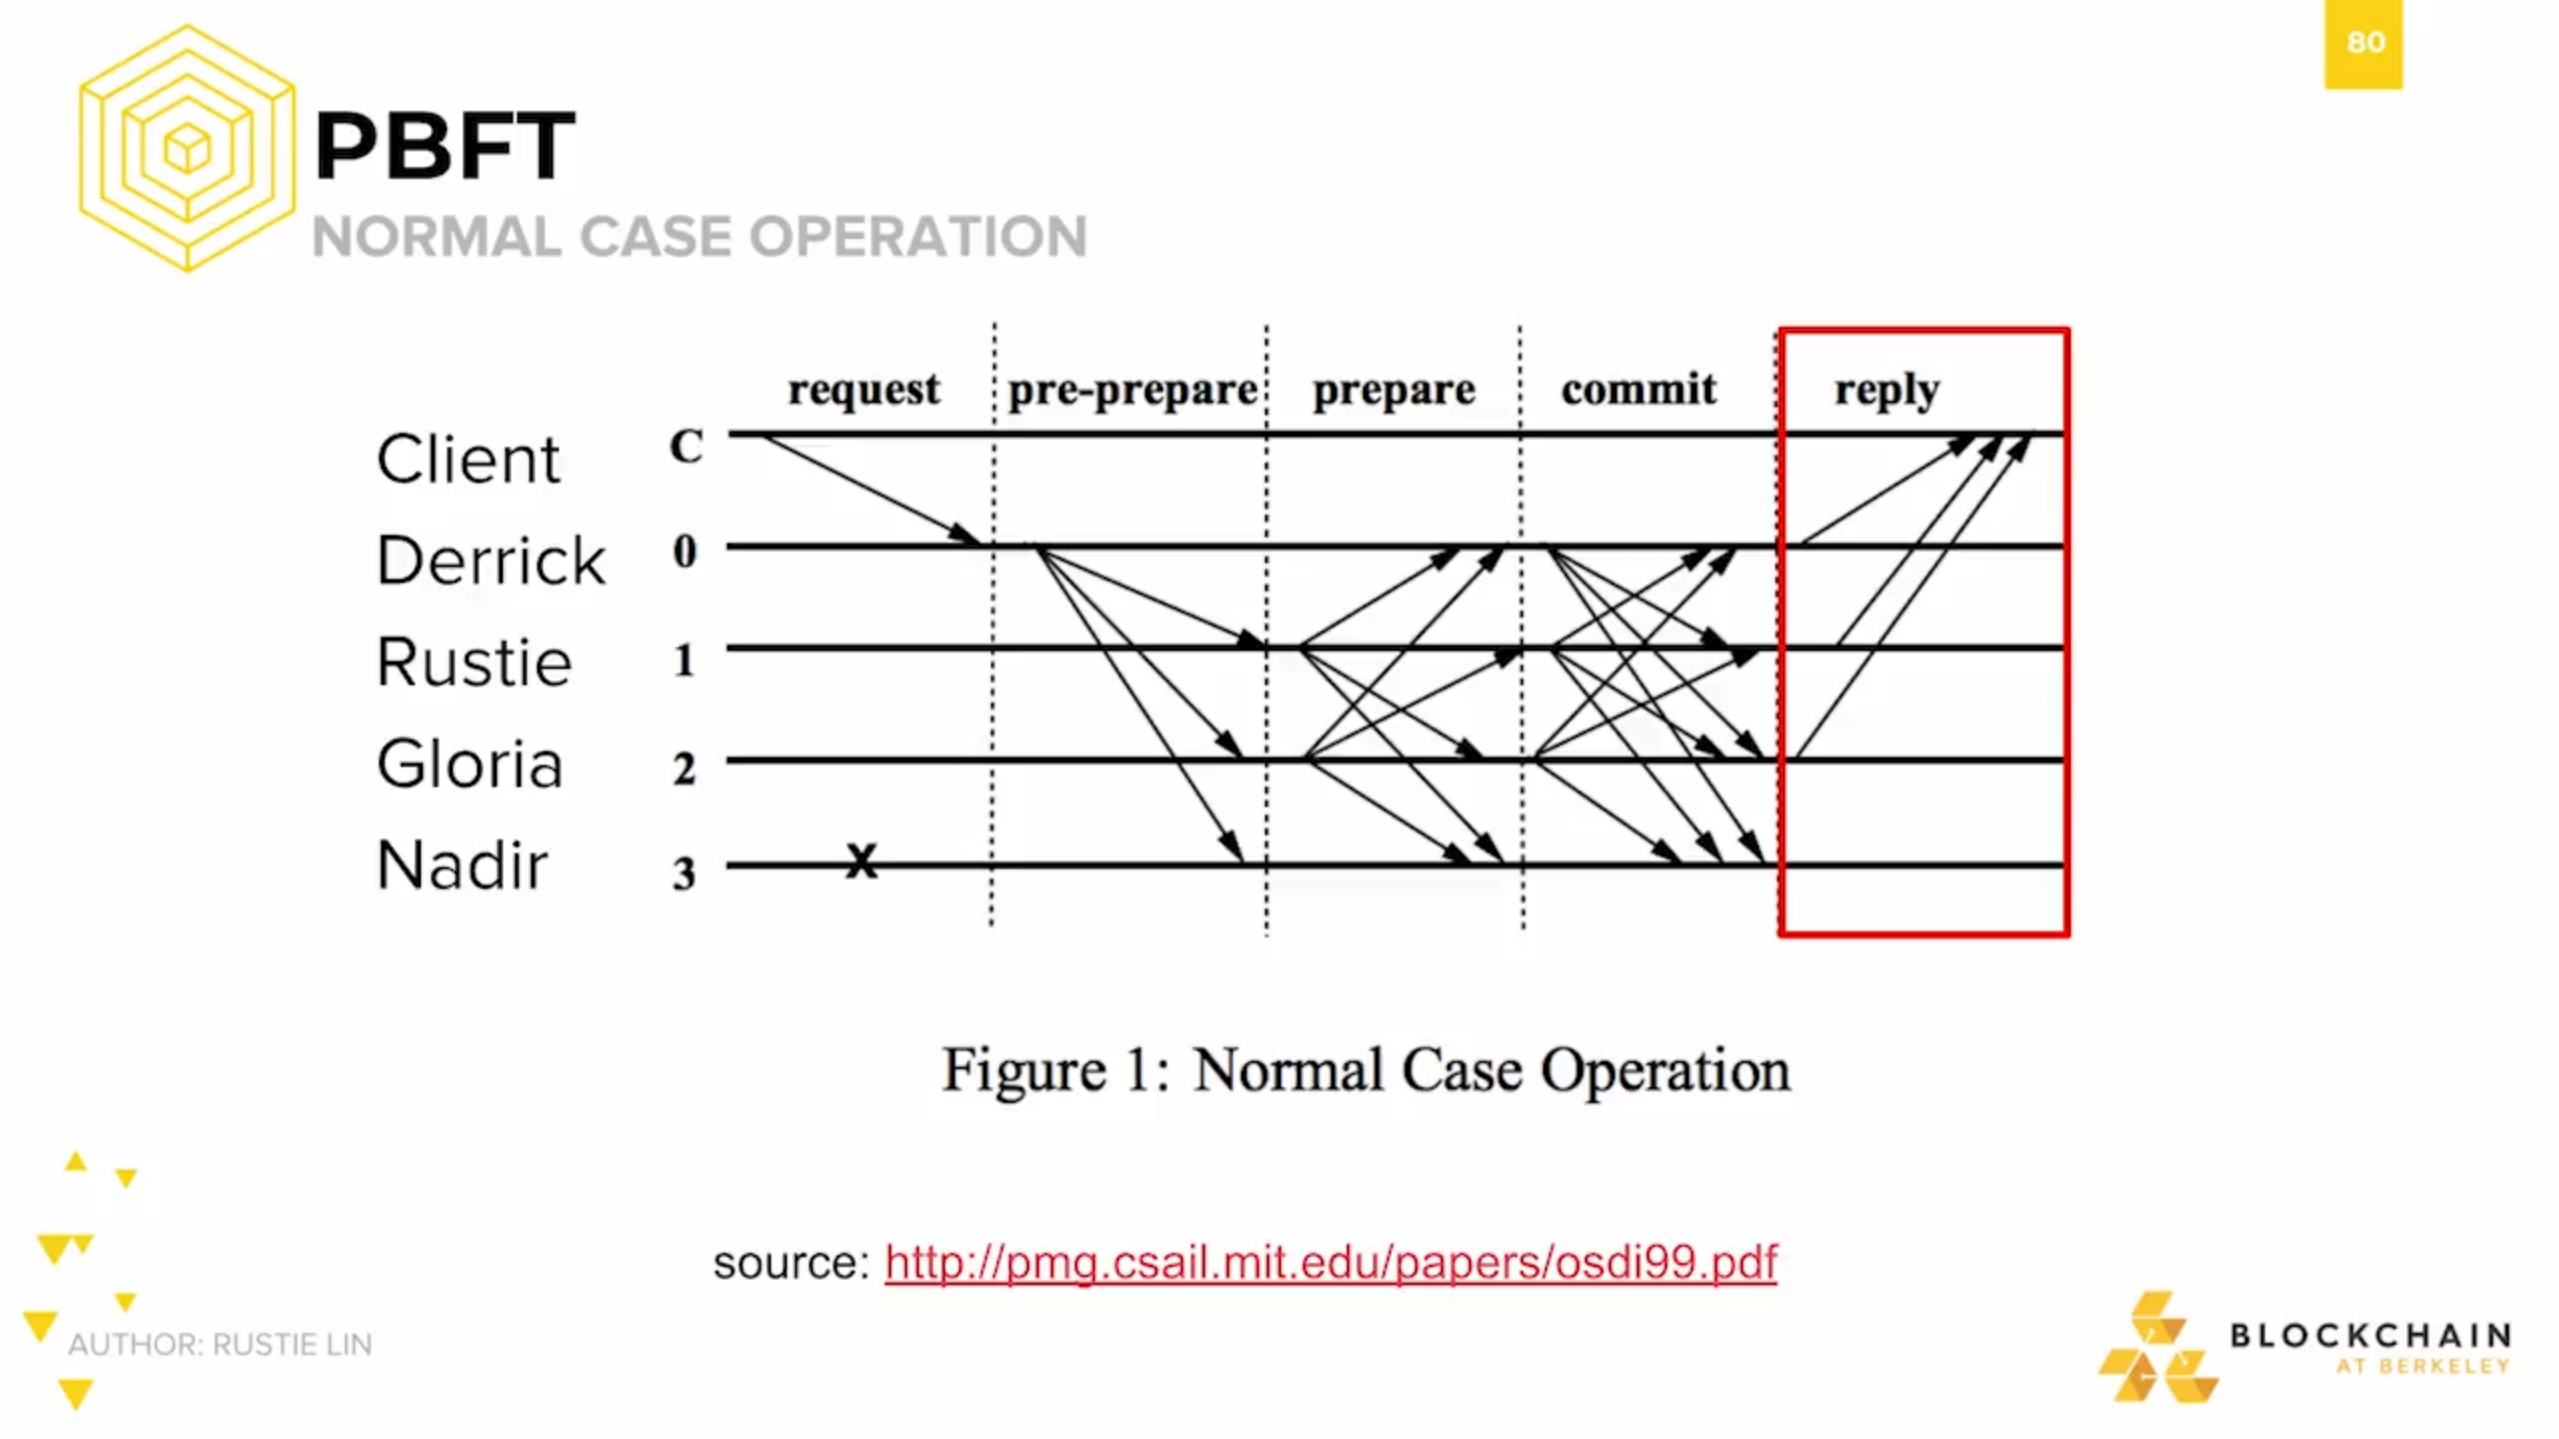 80
PBFT
NORMAL CASE OPERATION
request pre-prepare prepare commit reply
Client C
Derrick 0
Rustie 1
Gloria 2
Nadir 3 X
Figure 1: Normal Case Operation
source: http://pmg.csail.mit.edu/papers/osdi99.pdf
AUTHOR: RUSTIE LIN
BLOCKCHAIN
AT BERKELEY